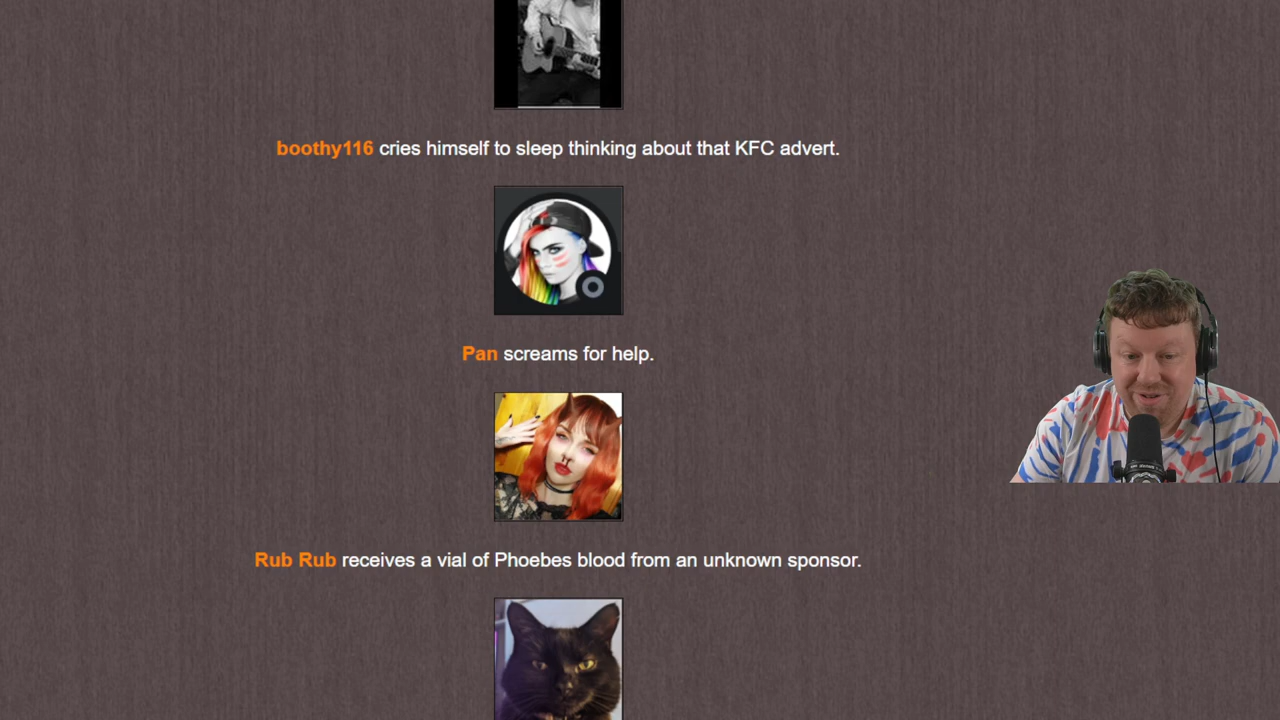 boothy116 cries himself to sleep thinking about that KFC advert.
Pan screams for help.
Rub Rub receives a vial of Phoebes blood from an unknown sponsor.